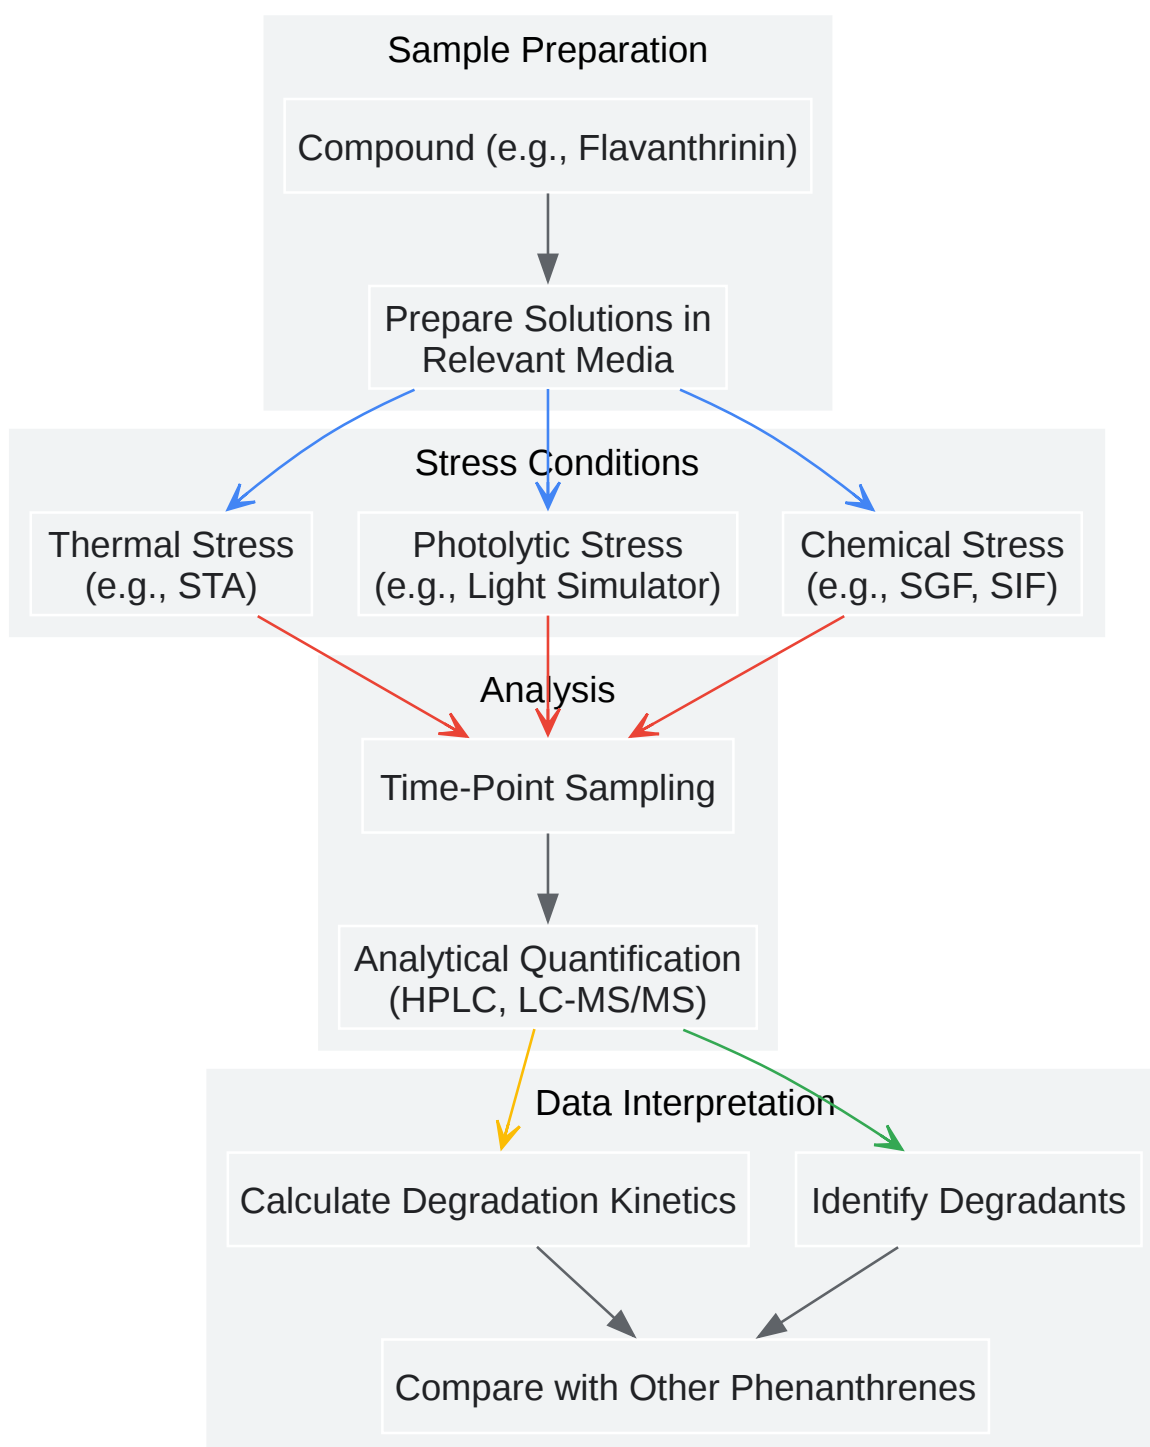 Sample Preparation
Compound (e.g., Flavanthrinin)
Prepare Solutions in
Relevant Media
Stress Conditions
Thermal Stress
(e.g., STA)
Photolytic Stress
(e.g., Light Simulator)
Chemical Stress
(e.g., SGF, SIF)
Analysis
Time-Point Sampling
Analytical Quantification
(HPLC, LC-MS/MS)
Data Interpretation
Calculate Degradation Kinetics
Identify Degradants
Compare with Other Phenanthrenes